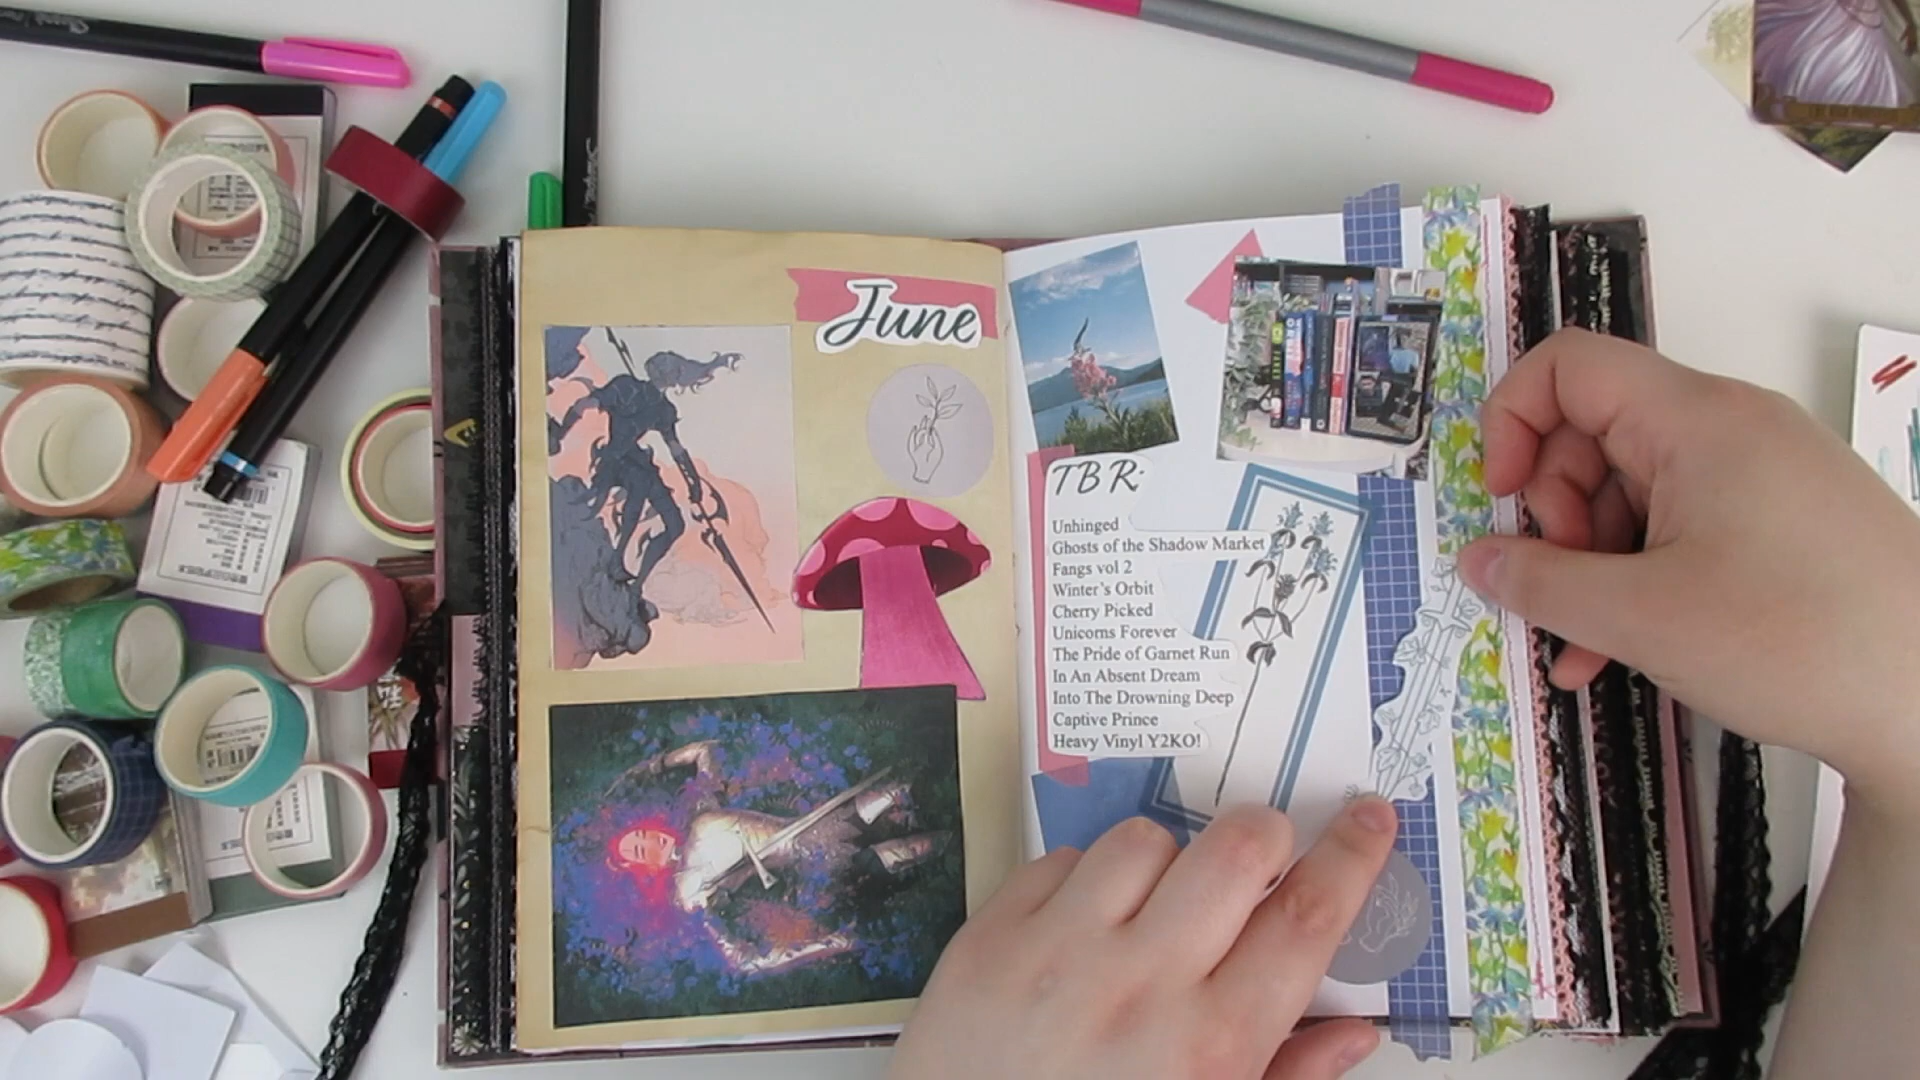 June
TBR:
Unhinged
Ghosts of the Shadow Market
Fangs vol 2
Winter's Orbit
Cherry Picked
Unicorns Forever
The Pride of Garnet Run
In An Absent Dream
Into The Drowning Deep
Captive Prince
Heavy Vinyl Y2KO!